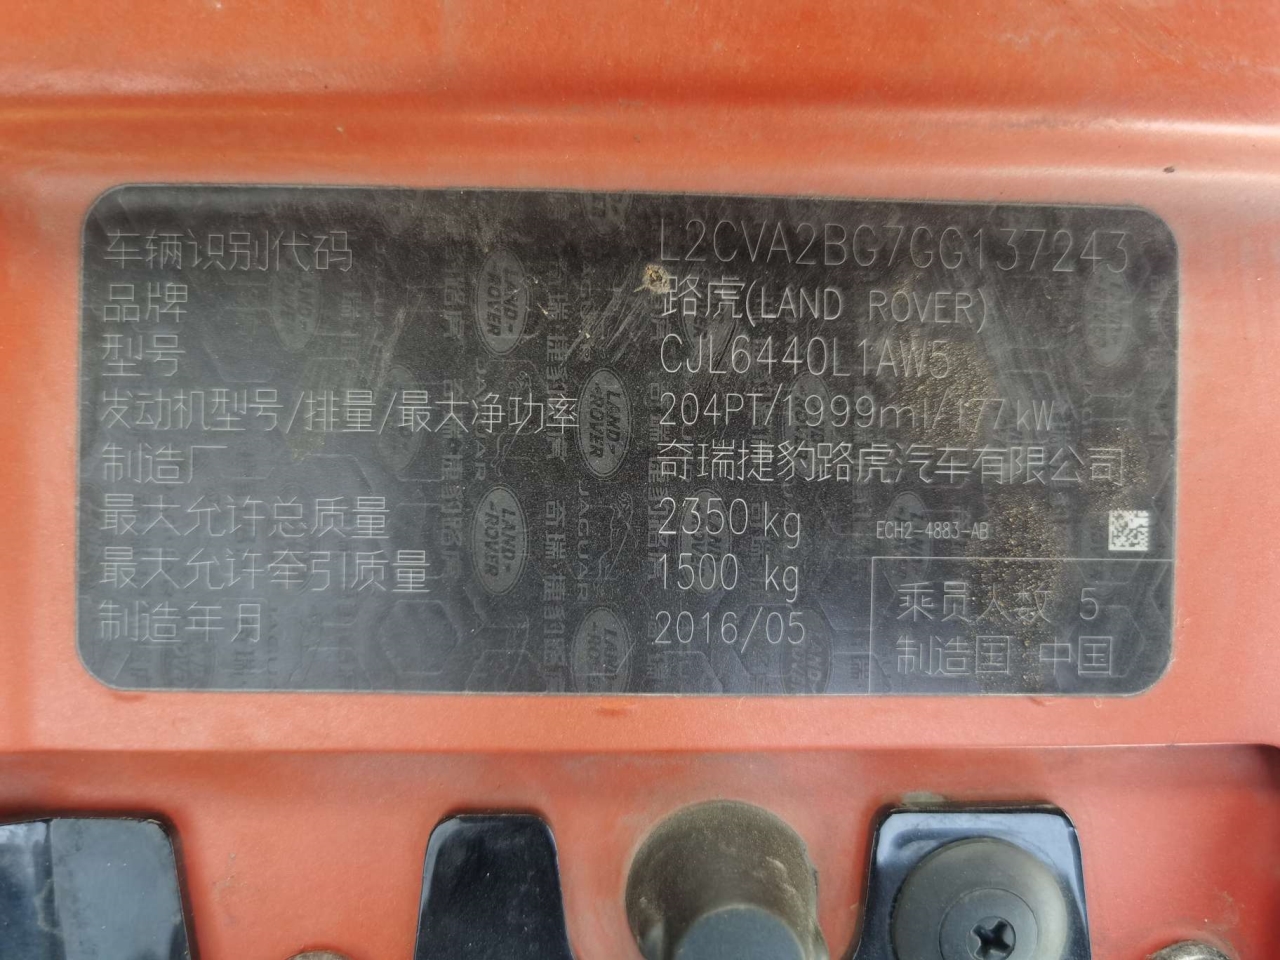 车辆识别代码 L2CVA2BG7GG137243
品牌 路虎(LAND ROVER)
型号 CJL6440L1AW5
发动机型号/排量/最大净功率 204PT/1999ml/177kW
制造厂 奇瑞捷豹路虎汽车有限公司
最大允许总质量 2350 kg ECH2-4883-AB
最大允许牵引质量 1500 kg
乘员人数 5
制造年月 2016/05
制造国 中国